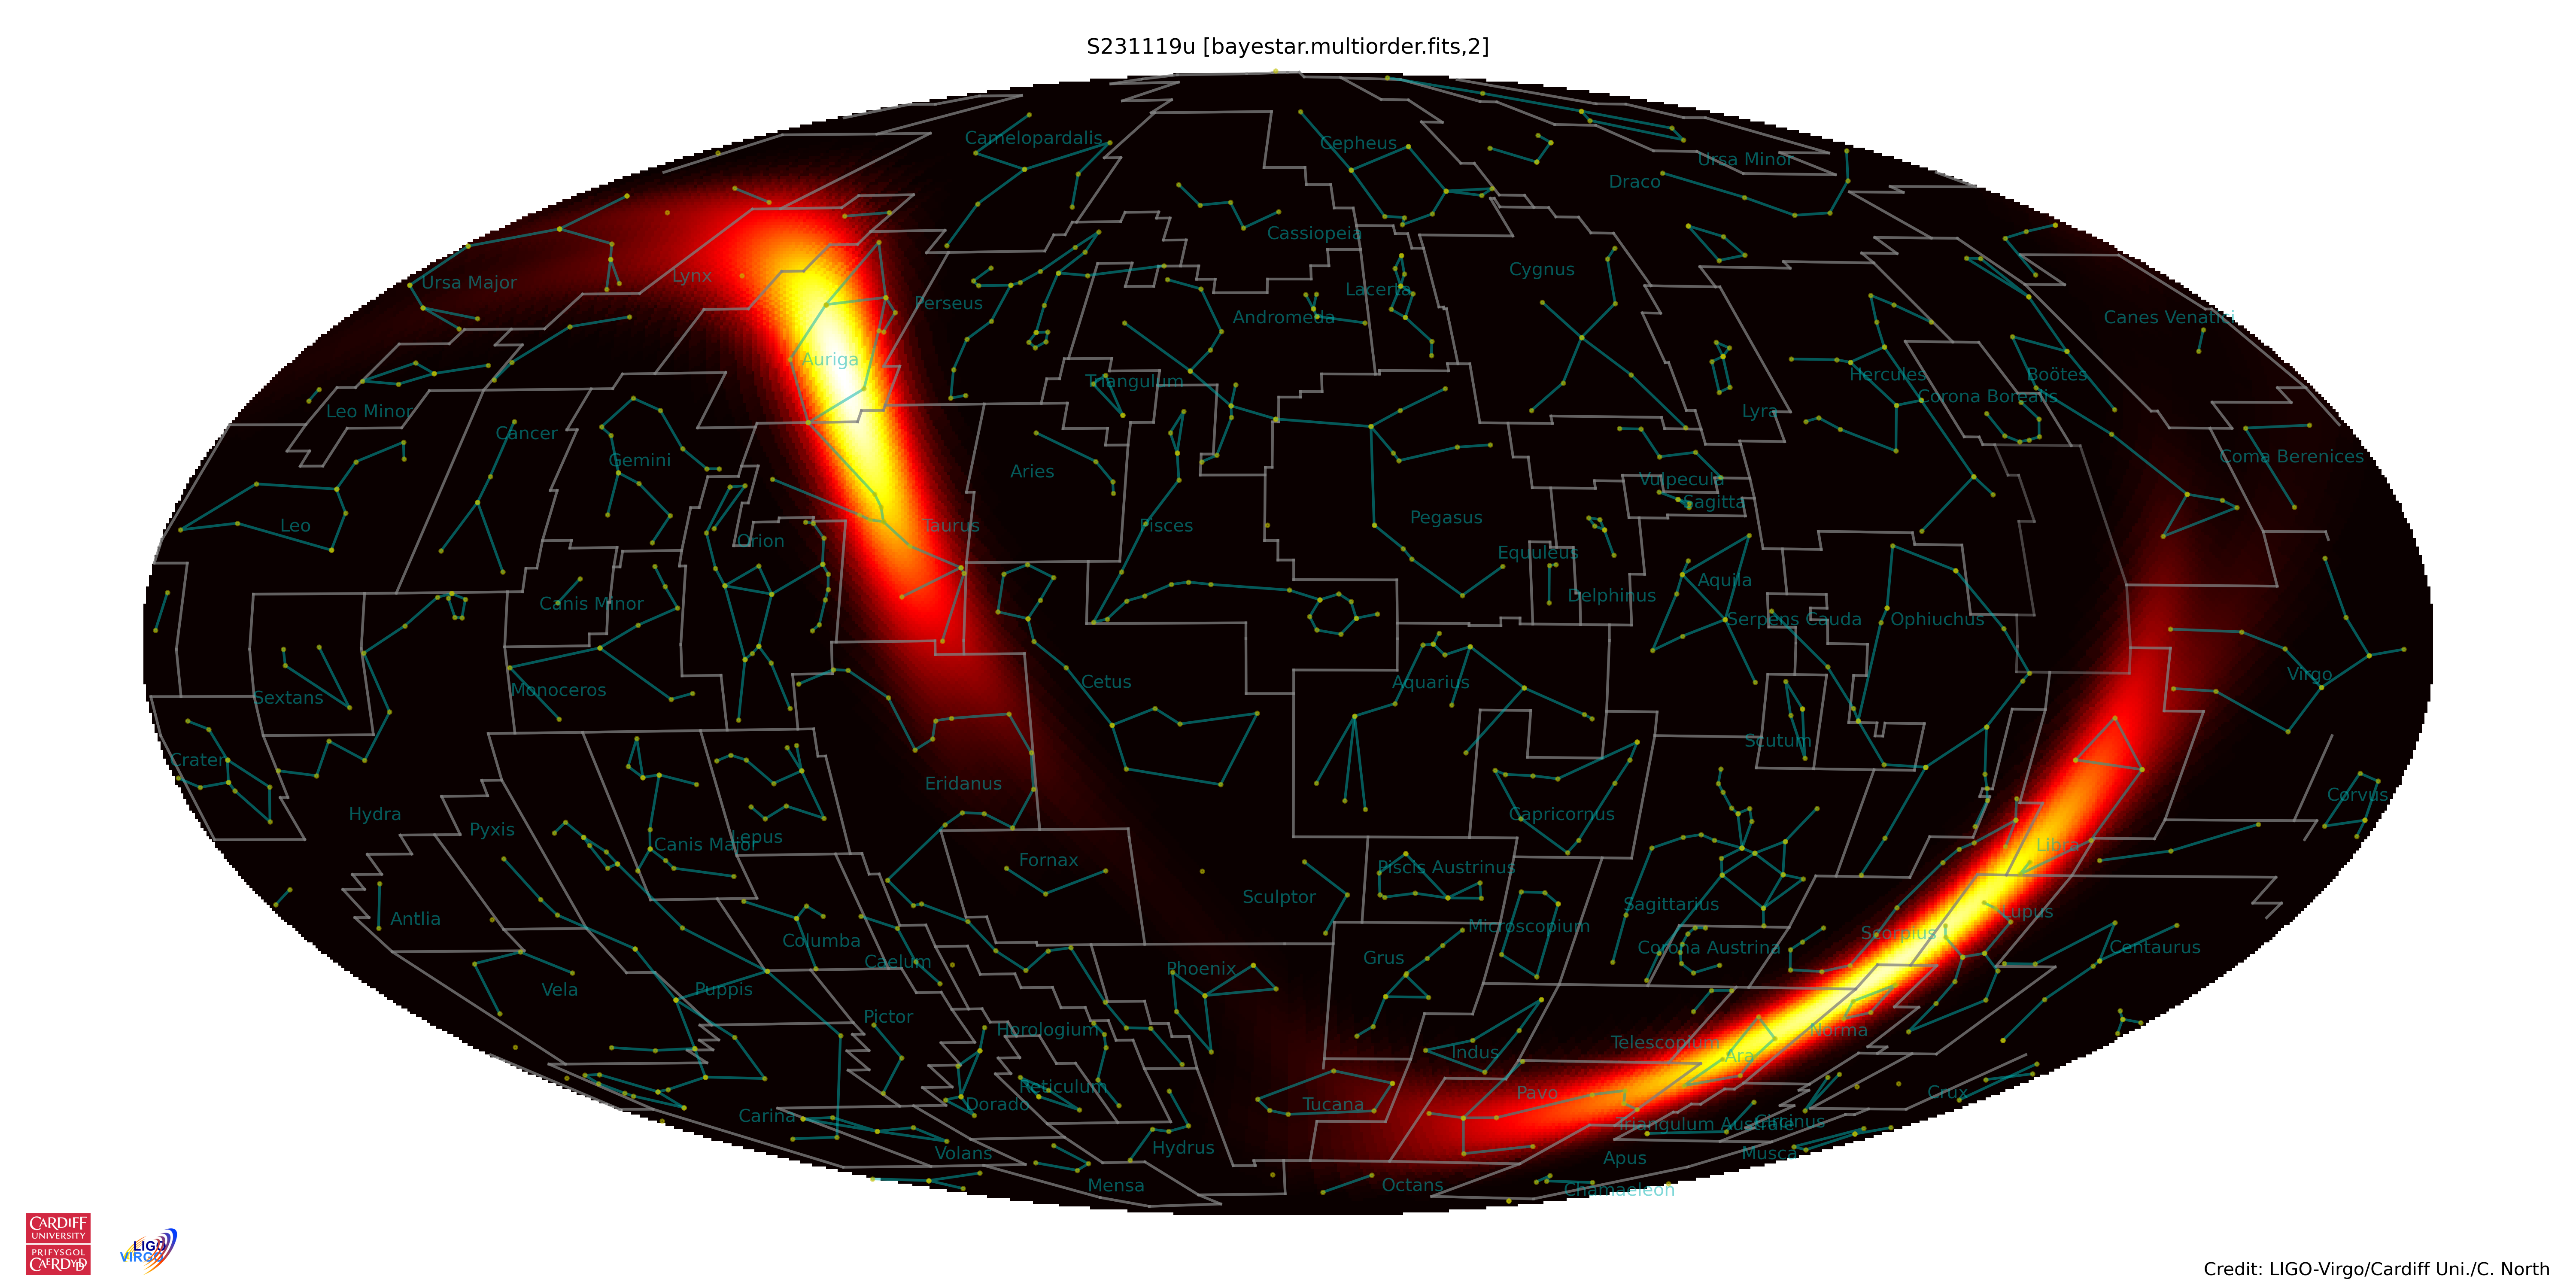 S231119u [bayestar.multiorder.fits,2]
Camelopardalis
Cepheus
Ursa Minor
Draco
Cassiopeia
Ursa Major
Lynx
Perseus
Lacerta
Cygnus
Andromeda
Canes Venatici
Auriga
Triangulum
Hercules
Boötes
Corona Borealis
Leo Minor
Lyra
Cancer
Gemini
Aries
Coma Berenices
Vulpecula
Sagitta
Leo
Orion
Taurus
Pisces
Pegasus
Equuleus
Canis Minor
Delphinus
Aquila
Serpens Cauda
Ophiuchus
Sextans
Monoceros
Cetus
Aquarius
Virgo
Crater
Scutum
Eridanus
Hydra
Pyxis
Canis Major
Lepus
Capricornus
Corvus
Libra
Fornax
Piscis Austrinus
Sculptor
Sagittarius
Lupus
Antlia
Columba
Microscopium
Scorpius
Corona Austrina
Centaurus
Caelum
Phoenix
Grus
Vela
Puppis
Pictor
Horologium
Indus
Telescopium
Norma
Ara
Reticulum
Dorado
Pavo
Crux
Carina
Tucana
Triangulum Australe
Circinus
Volans
Hydrus
Apus
Musca
Mensa
Octans
Chamaeleon
CARDIFF
UNIVERSITY
PRIFYSGOL
CAERDYDD
LIGO
VIRGO
Credit: LIGO-Virgo/Cardiff Uni./C. North